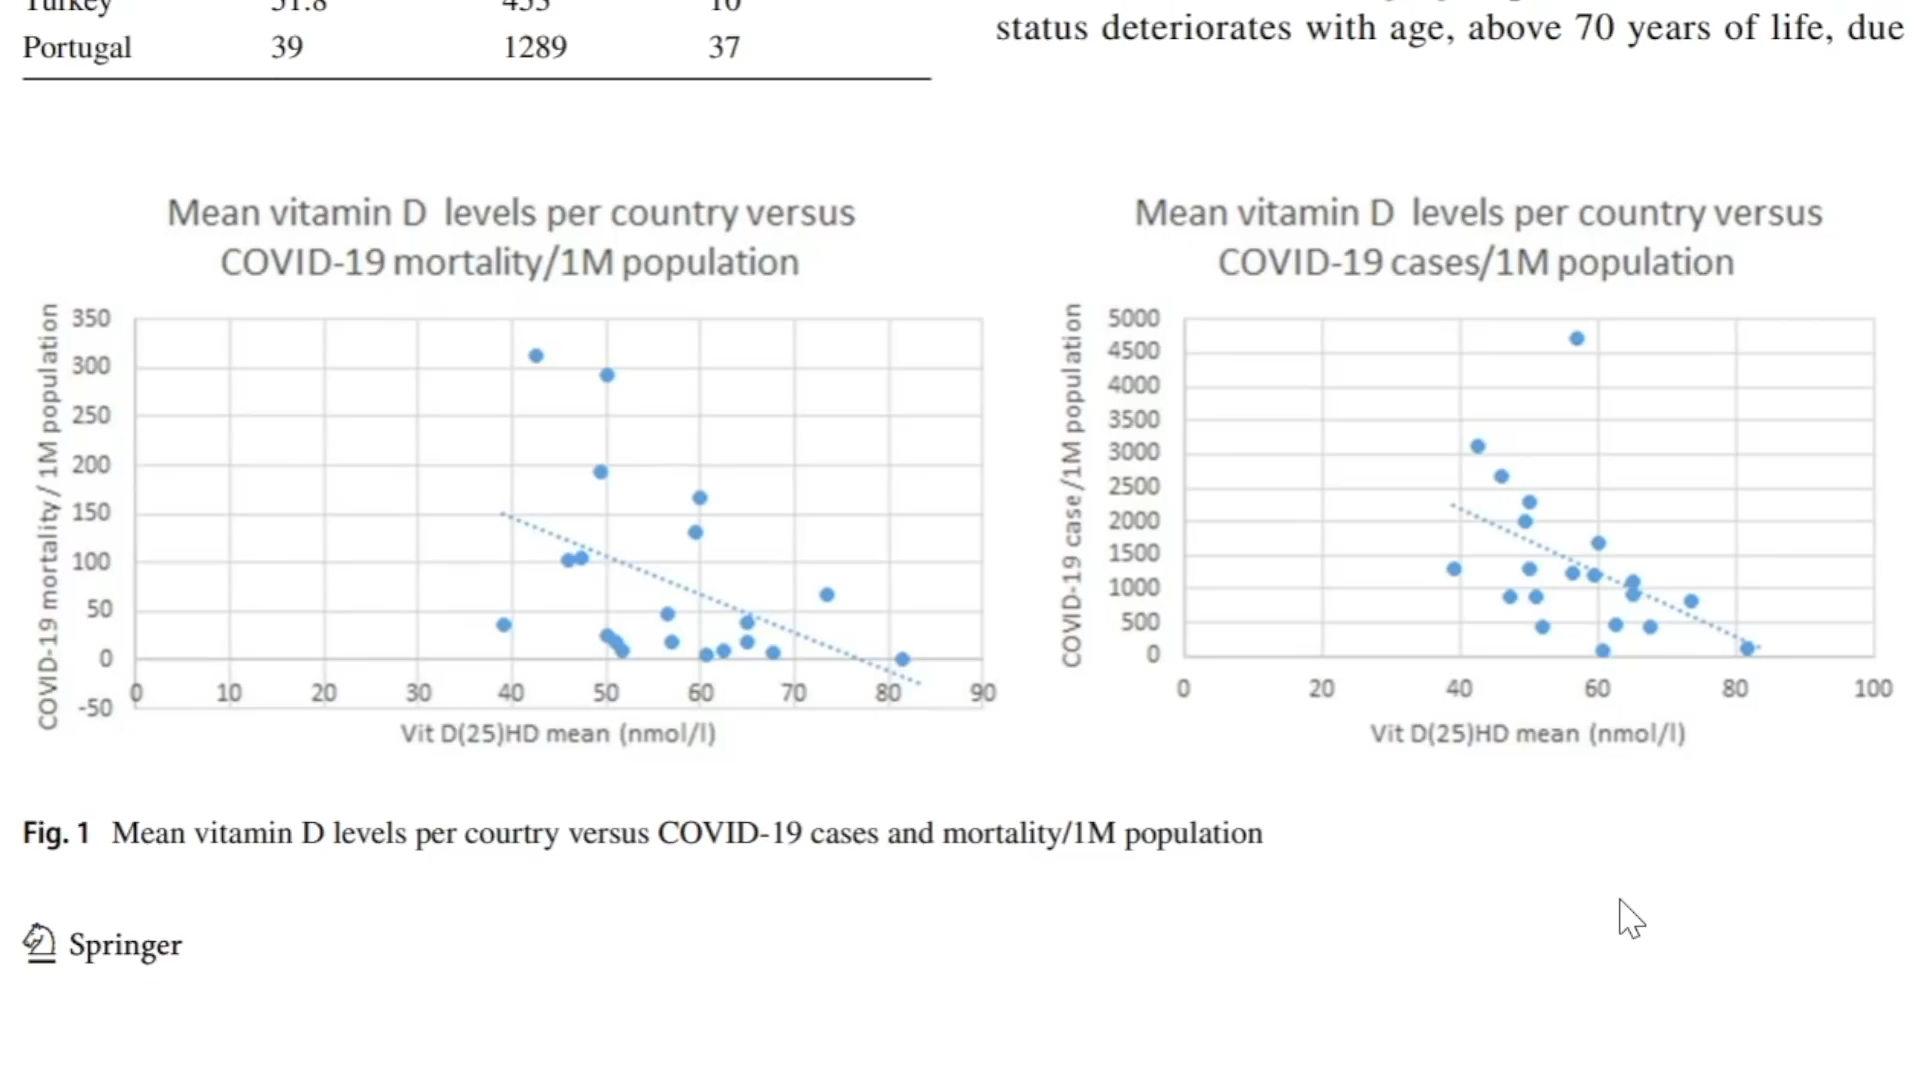 Turkey 51.8 455 10
Portugal 39 1289 37
status deteriorates with age, above 70 years of life, due
Mean vitamin D levels per country versus
COVID-19 mortality/1M population
COVID-19 mortality / 1M population
350
300
250
200
150
100
50
0
-50
0 10 20 30 40 50 60 70 80 90
Vit D(25)HD mean (nmol/l)
Mean vitamin D levels per country versus
COVID-19 cases/1M population
COVID-19 case /1M population
5000
4500
4000
3500
3000
2500
2000
1500
1000
500
0
0 20 40 60 80 100
Vit D(25)HD mean (nmol/l)
Fig. 1 Mean vitamin D levels per courtry versus COVID-19 cases and mortality/1M population
Springer